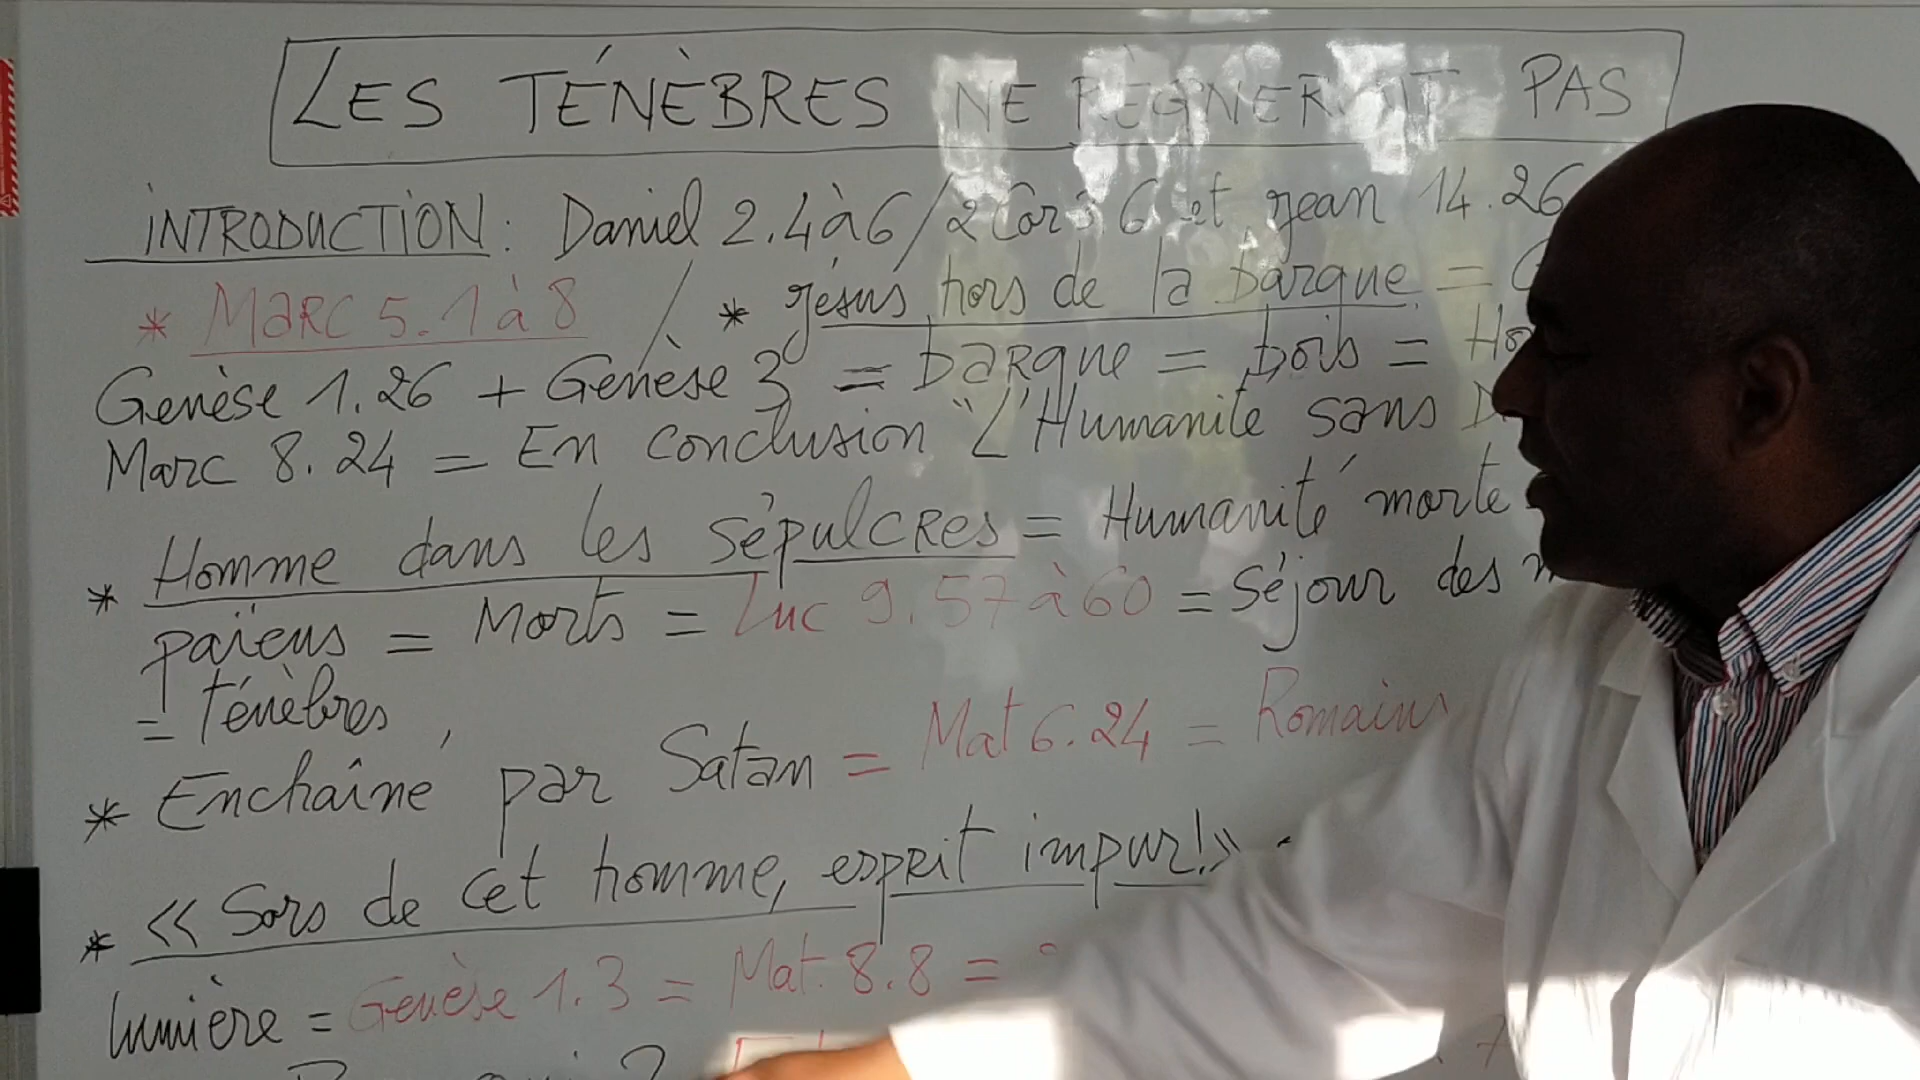 LES TÉNÈBRES NE RÈGNERONT PAS
INTRODUCTION: Daniel 2.4à6/2Cor 3 6 et Jean 14.26
* MARC 5.1à8 / * Jésus hors de la barque =
Genèse 1.26 + Genèse 3 = barque = bois =
Marc 8.24 = En conclusion "L'Humanité sans
* Homme dans les sépulcres = Humanité morte
païens = Morts = Luc 9.57à60 = Séjour des
= ténèbres
* Enchaîné par Satan = Mat 6.24 = Romains
* << Sors de cet homme, esprit impur!>>
lumière = Genèse 1.3 = Mat. 8.8 =